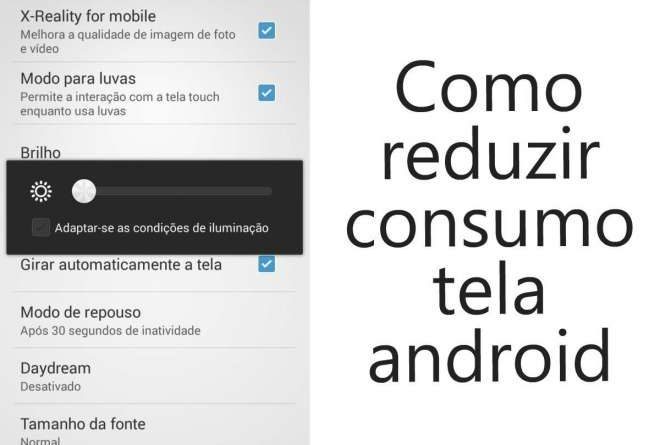 X-Reality for mobile
Melhora a qualidade de imagem de foto
e vídeo
Modo para luvas
Permite a interação com a tela touch
enquanto usa luvas
Brilho
Adaptar-se as condições de iluminação
Girar automaticamente a tela
Modo de repouso
Após 30 segundos de inatividade
Daydream
Desativado
Tamanho da fonte
Normal
Como
reduzir
consumo
tela
android